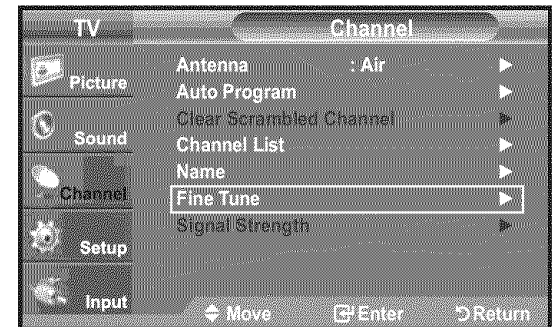 TV
Channel
Picture
Sound
Channel
Setup
Input
Antenna : Air
Auto Program
Clear Scrambled Channel
Channel List
Name
Fine Tune
Signal Strength
Move Enter Return